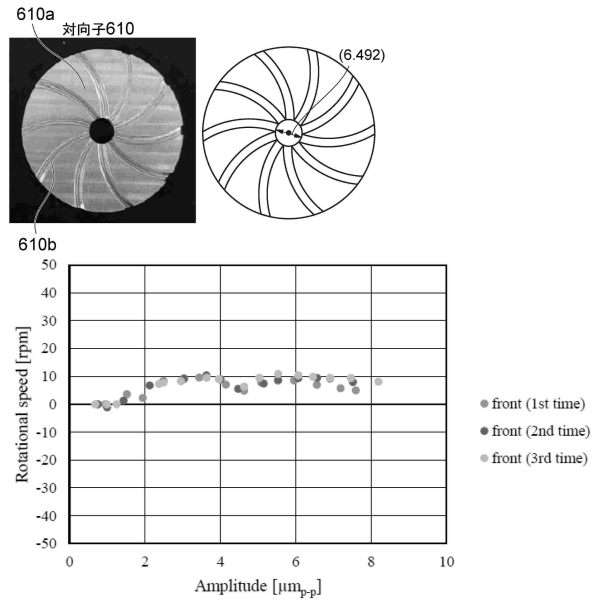 610a
対向子610
(6.492)
610b
50
40
30
20
10
0
-10
-20
-30
-40
-50
Rotational speed [rpm]
0 2 4 6 8 10
Amplitude [μmp-p]
front (1st time)
front (2nd time)
front (3rd time)